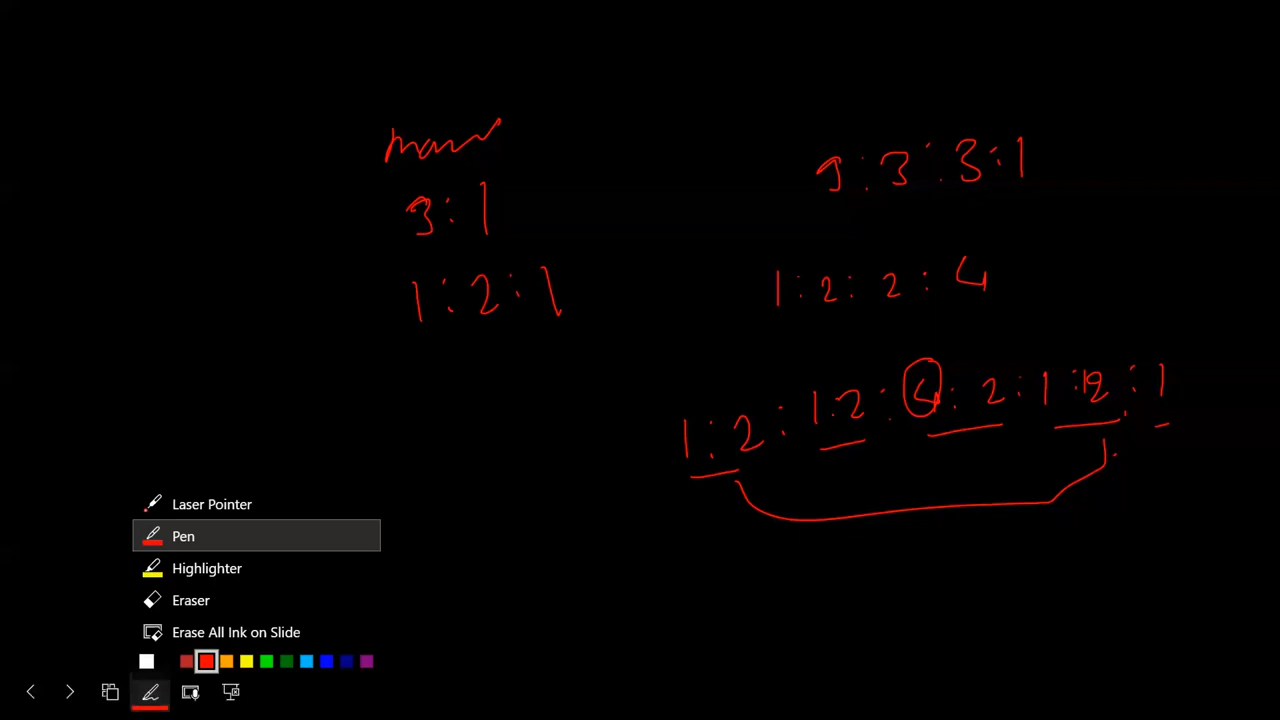 3:1
1:2:1
9:3:3:1
1:2:2:4
1:2:1:2:4:2:1:2:1
Laser Pointer
Pen
Highlighter
Eraser
Erase All Ink on Slide